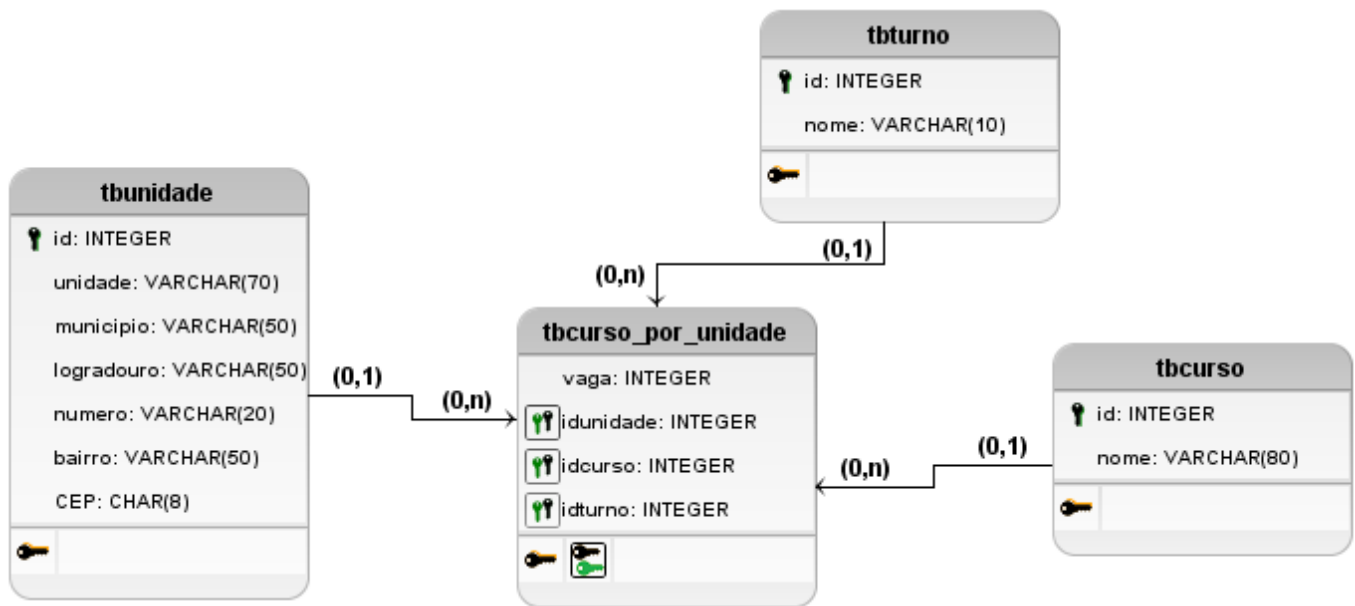 tbturno
id: INTEGER
nome: VARCHAR(10)
tbunidade
id: INTEGER
unidade: VARCHAR(70)
municipio: VARCHAR(50)
logradouro: VARCHAR(50)
numero: VARCHAR(20)
bairro: VARCHAR(50)
CEP: CHAR(8)
(0,1)
(0,n)
(0,1)
(0,n)
tbcurso_por_unidade
vaga: INTEGER
idunidade: INTEGER
idcurso: INTEGER
idturno: INTEGER
(0,n)
(0,1)
tbcurso
id: INTEGER
nome: VARCHAR(80)